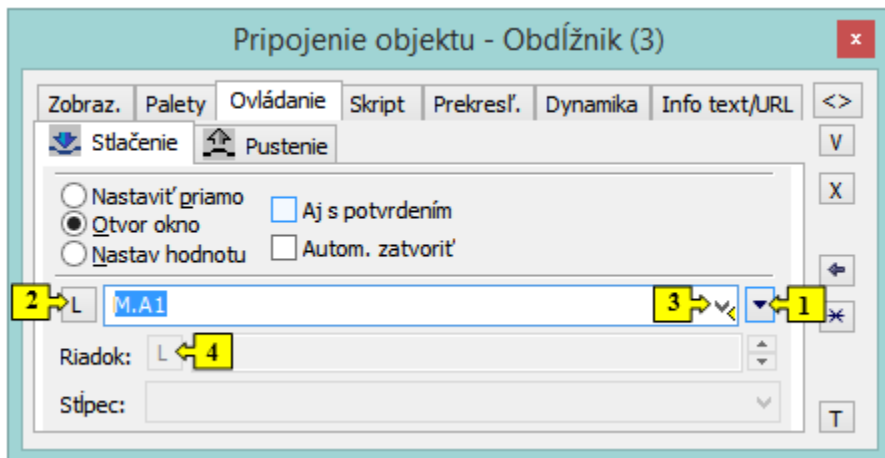 Pripojenie objektu - Obdĺžnik (3)
x
Zobraz. Palety Ovládanie Skript Prekresľ. Dynamika Info text/URL <>
Stlačenie Pustenie V
Nastaviť priamo X
Otvor okno Aj s potvrdením
Nastav hodnotu Autom. zatvoriť
2 L M.A1 3 1
Riadok: L 4
Stĺpec:
T